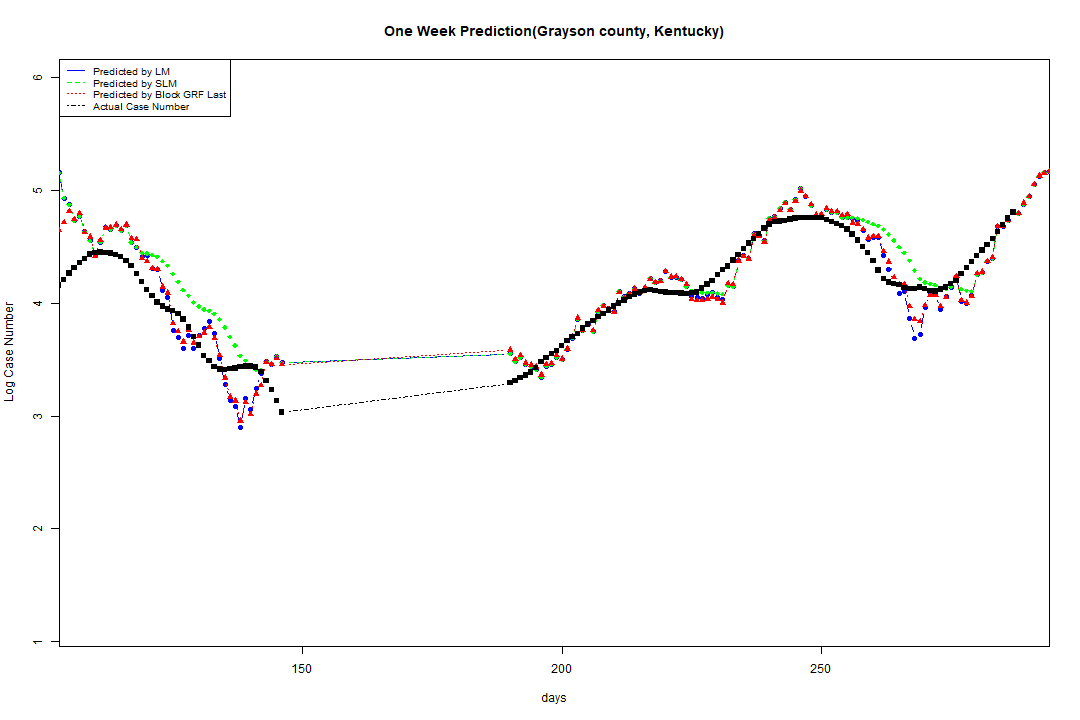 One Week Prediction(Grayson county, Kentucky)
Predicted by LM
Predicted by SLM
Predicted by Block GRF Last
Actual Case Number
6
5
4
3
2
1
Log Case Number
150
200
250
days